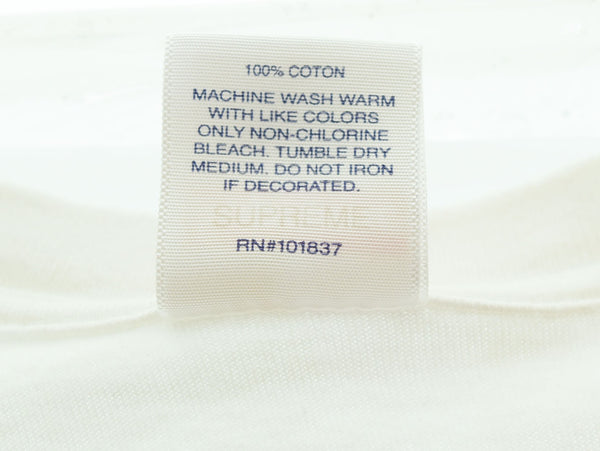 100% COTON
MACHINE WASH WARM
WITH LIKE COLORS
ONLY NON-CHLORINE
BLEACH. TUMBLE DRY
MEDIUM. DO NOT IRON
IF DECORATED.
SUPREME
RN#101837